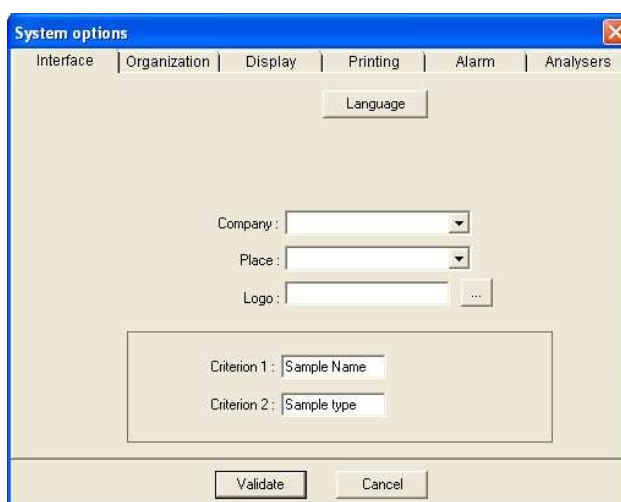 System options
Interface Organization Display Printing Alarm Analysers
Language
Company :
Place :
Logo : ...
Criterion 1 : Sample Name
Criterion 2 : Sample type
Validate Cancel